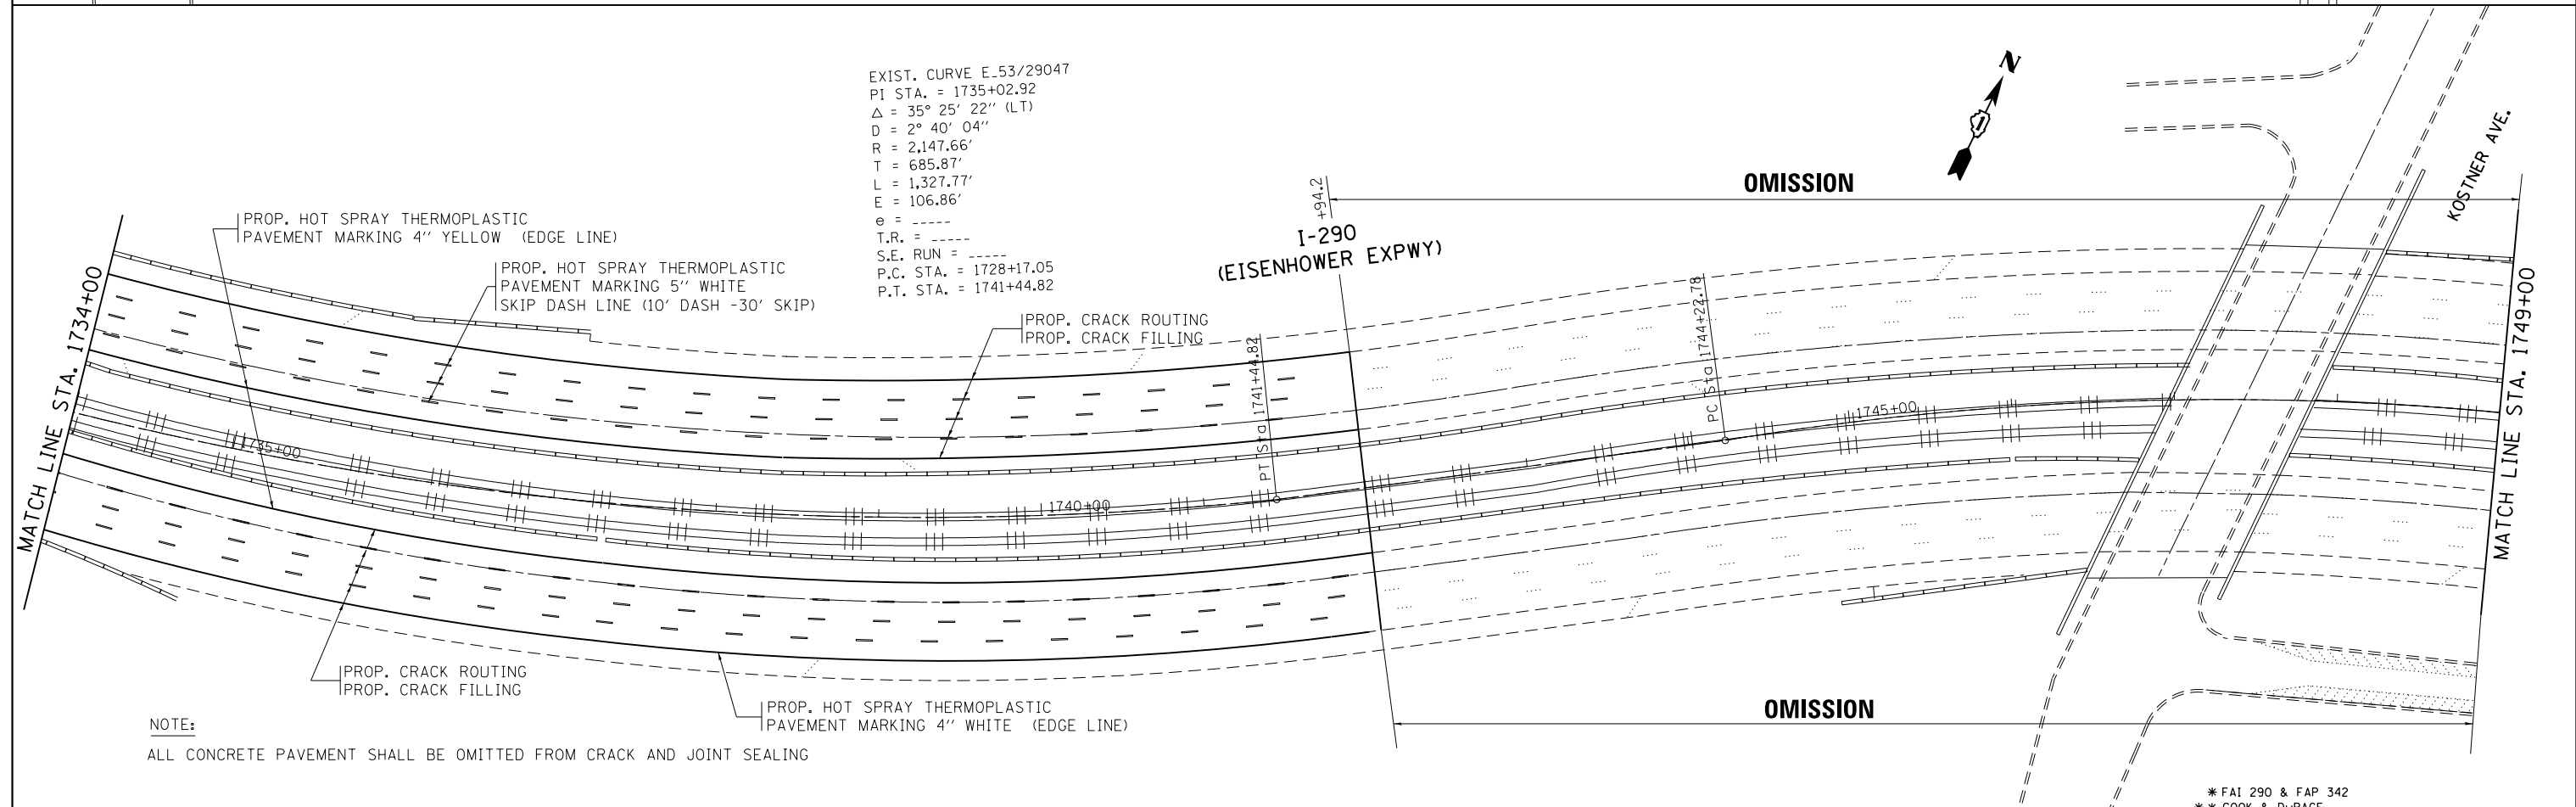 EXIST. CURVE E_53/29047
PI STA. = 1735+02.92
Δ = 35° 25' 22" (LT)
D = 2° 40' 04"
R = 2,147.66'
T = 685.87'
L = 1,327.77'
E = 106.86'
e = _____
T.R. = _____
S.E. RUN = _____
P.C. STA. = 1728+17.05
P.T. STA. = 1741+44.82
N
1
KOSTNER AVE.
OMISSION
+94.2
I-290
(EISENHOWER EXPWY)
PROP. HOT SPRAY THERMOPLASTIC
PAVEMENT MARKING 4" YELLOW (EDGE LINE)
PROP. HOT SPRAY THERMOPLASTIC
PAVEMENT MARKING 5" WHITE
SKIP DASH LINE (10' DASH -30' SKIP)
PROP. CRACK ROUTING
PROP. CRACK FILLING
MATCH LINE STA. 1734+00
PT Sta 1741+44.82
PC Sta 1744+22.78
MATCH LINE STA. 1749+00
1735+00
1740+00
1745+00
PROP. CRACK ROUTING
PROP. CRACK FILLING
PROP. HOT SPRAY THERMOPLASTIC
PAVEMENT MARKING 4" WHITE (EDGE LINE)
OMISSION
NOTE:
ALL CONCRETE PAVEMENT SHALL BE OMITTED FROM CRACK AND JOINT SEALING
* FAI 290 & FAP 342
** COOK & DuPAGE